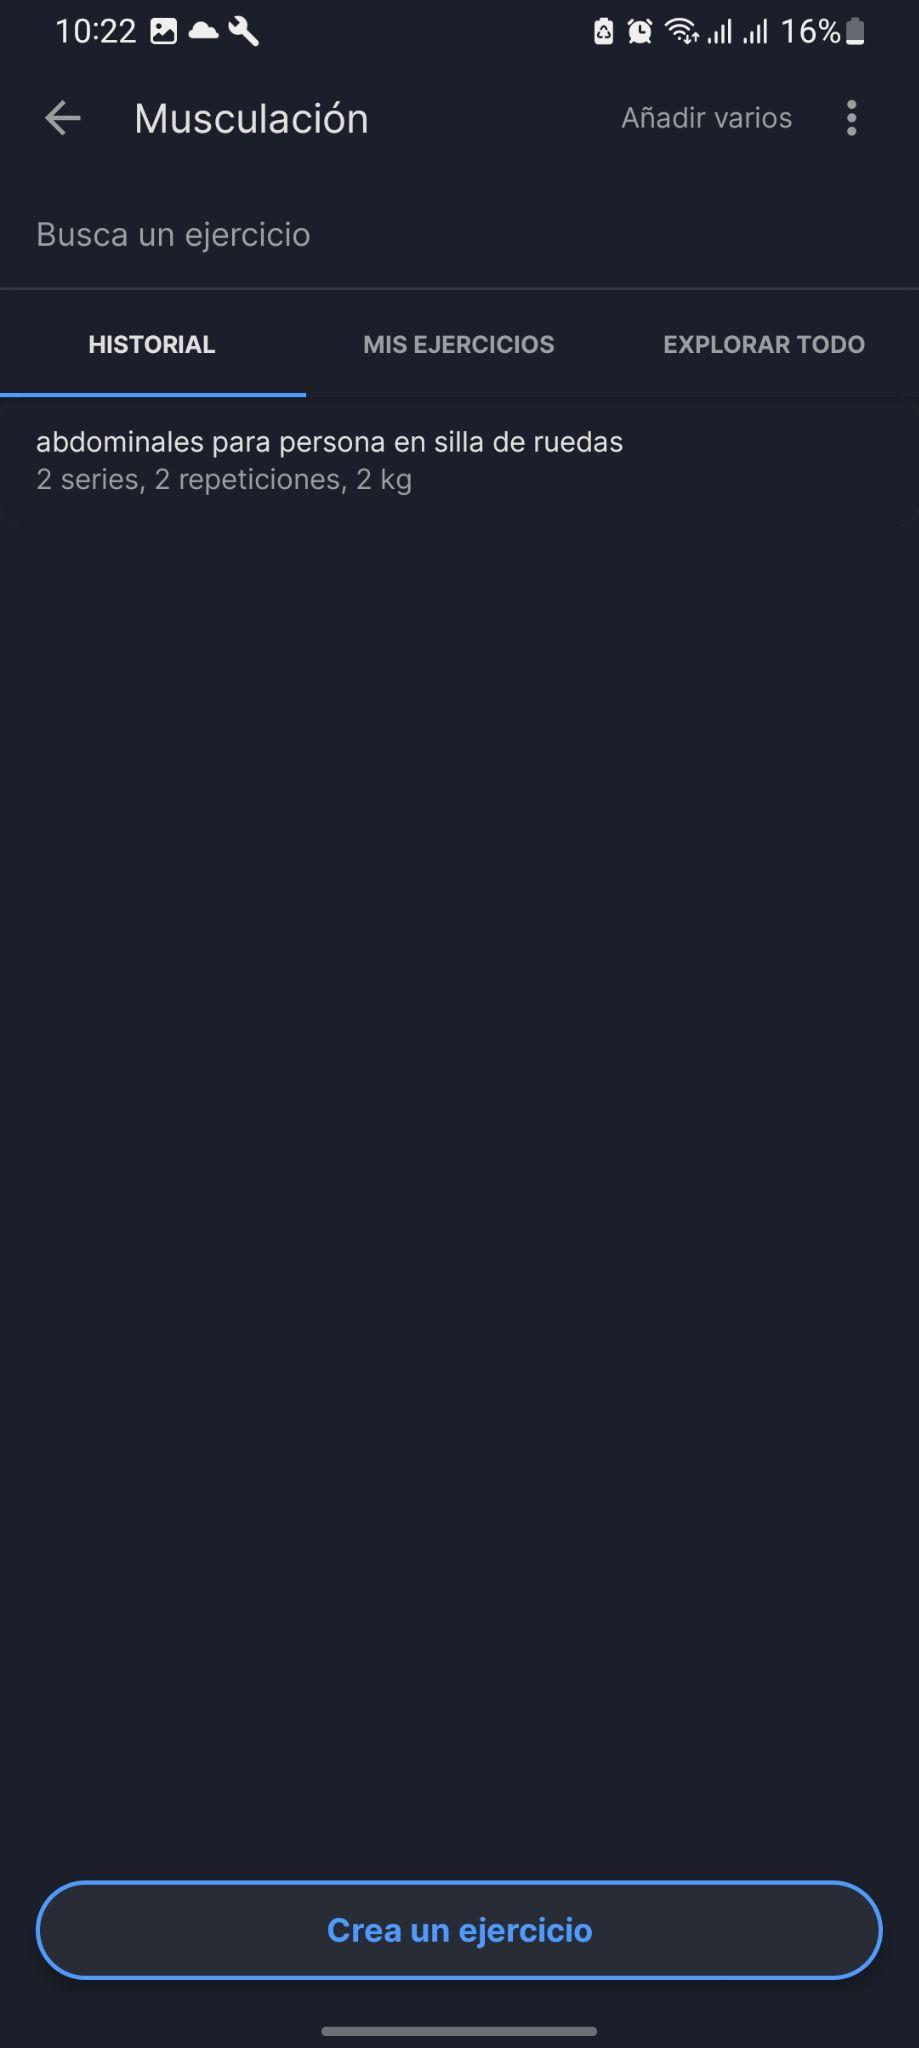 10:22
16%
Musculación
Añadir varios
Busca un ejercicio
HISTORIAL
MIS EJERCICIOS
EXPLORAR TODO
abdominales para persona en silla de ruedas
2 series, 2 repeticiones, 2 kg
Crea un ejercicio